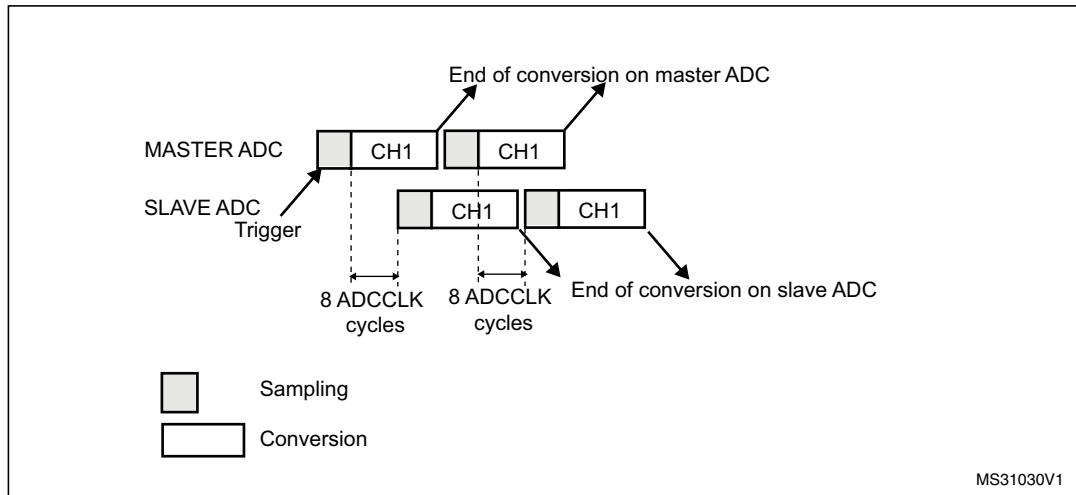 End of conversion on master ADC
MASTER ADC
CH1
CH1
SLAVE ADC
CH1
CH1
Trigger
8 ADCCLK
cycles
8 ADCCLK
cycles
End of conversion on slave ADC
Sampling
Conversion
MS31030V1